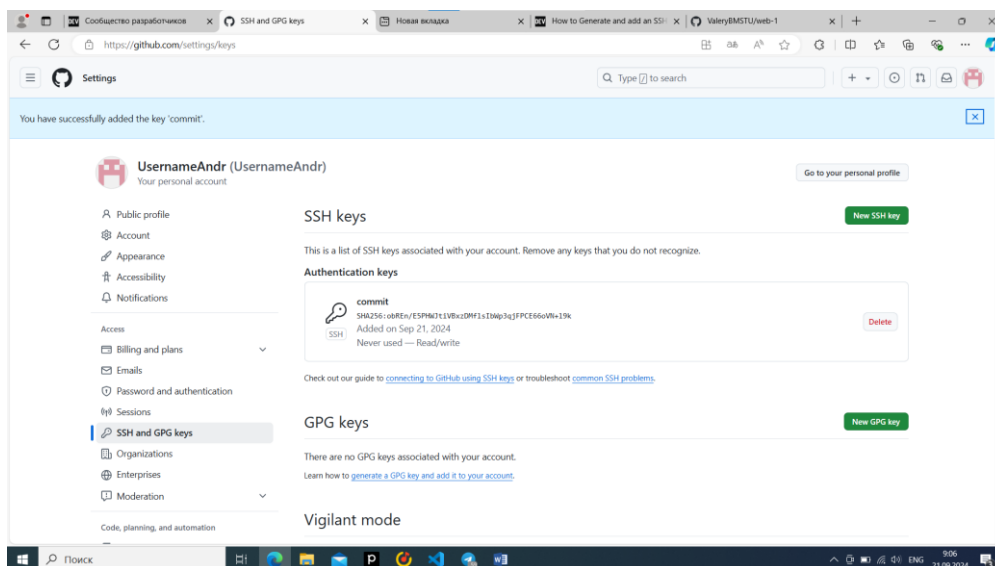 Сообщество разработчиков
SSH and GPG keys
Новая вкладка
How to Generate and add an SSH
ValeryBMSTU/web-1
https://github.com/settings/keys
Settings
Type / to search
You have successfully added the key 'commit'.
UsernameAndr (UsernameAndr)
Your personal account
Go to your personal profile
Public profile
Account
Appearance
Accessibility
Notifications
Access
Billing and plans
Emails
Password and authentication
Sessions
SSH and GPG keys
Organizations
Enterprises
Moderation
Code, planning, and automation
SSH keys
New SSH key
This is a list of SSH keys associated with your account. Remove any keys that you do not recognize.
Authentication keys
commit
SSH
Added on Sep 21, 2024
Never used — Read/write
Delete
Check out our guide to connecting to GitHub using SSH keys or troubleshoot common SSH problems.
GPG keys
New GPG key
There are no GPG keys associated with your account.
Learn how to generate a GPG key and add it to your account.
Vigilant mode
Поиск
ENG
9:06
21.09.2024